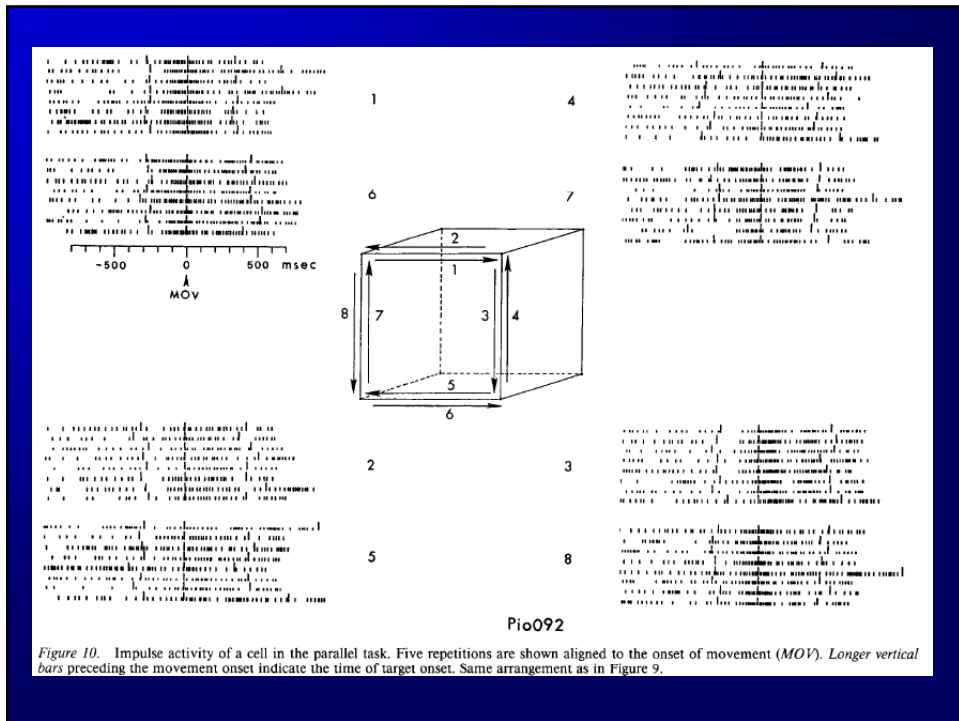 1
4
6
7
-500 0 500 msec
MOV
2
1
8 7 3 4
5
6
2
3
5
8
Pio092
Figure 10. Impulse activity of a cell in the parallel task. Five repetitions are shown aligned to the onset of movement (MOV). Longer vertical
bars preceding the movement onset indicate the time of target onset. Same arrangement as in Figure 9.